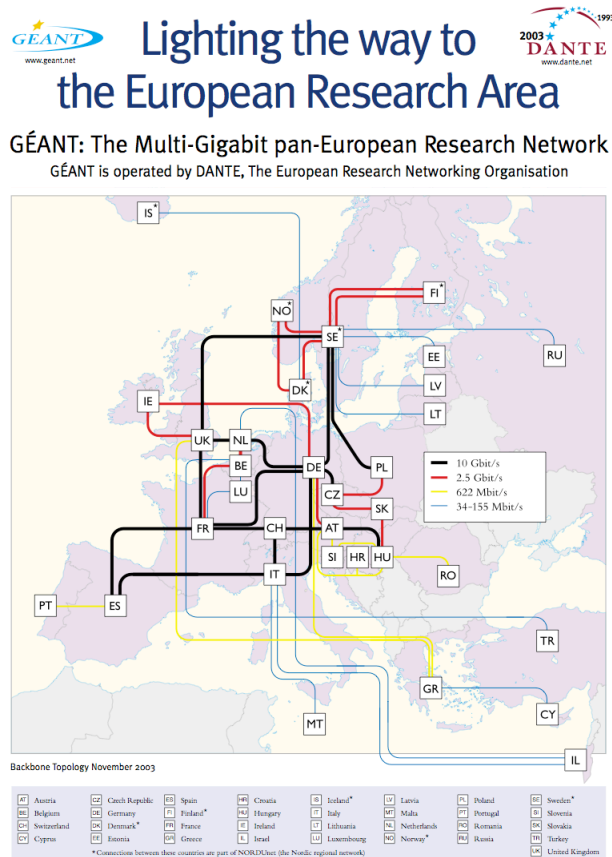 GEANT
www.geant.net
Lighting the way to
the European Research Area
2003
1993
DANTE
www.dante.net
GÉANT: The Multi-Gigabit pan-European Research Network
GÉANT is operated by DANTE, The European Research Networking Organisation
IS*
FI*
NO*
SE*
EE
RU
LV
DK*
IE
LT
UK
NL
BE
DE
PL
LU
CZ
SK
10 Gbit/s
2.5 Gbit/s
622 Mbit/s
34-155 Mbit/s
FR
CH
AT
SI
HR
HU
IT
RO
PT
ES
TR
GR
CY
MT
IL
Backbone Topology November 2003
AT Austria CZ Czech Republic ES Spain HR Croatia IS Iceland* LV Latvia PL Poland SE Sweden*
BE Belgium DE Germany FI Finland* HU Hungary IT Italy MT Malta PT Portugal SI Slovenia
CH Switzerland DK Denmark* FR France IE Ireland LT Lithuania NL Netherlands RO Romania SK Slovakia
CY Cyprus EE Estonia GR Greece IL Israel LU Luxembourg NO Norway* RU Russia TR Turkey
*Connections between these countries are part of NORDUnet (the Nordic regional network) UK United Kingdom